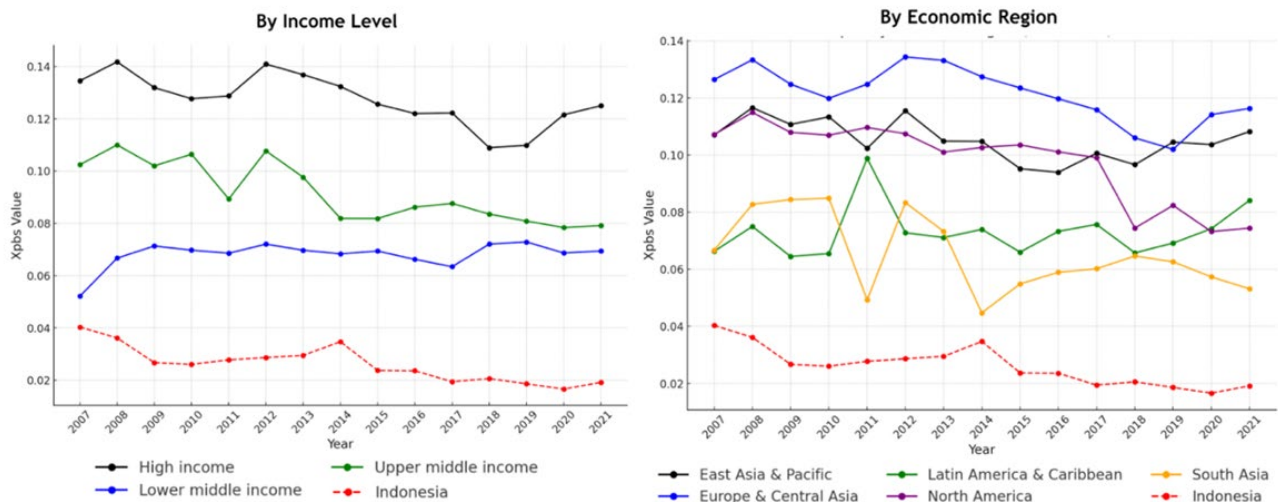 By Income Level
0.14
0.12
0.10
0.08
0.06
0.04
0.02
Xpbs Value
2007 2008 2009 2010 2011 2012 2013 2014 2015 2016 2017 2018 2019 2020 2021
Year
High income
Upper middle income
Lower middle income
Indonesia
By Economic Region
0.14
0.12
0.10
0.08
0.06
0.04
0.02
Xpbs Value
2007 2008 2009 2010 2011 2012 2013 2014 2015 2016 2017 2018 2019 2020 2021
Year
East Asia & Pacific
Latin America & Caribbean
South Asia
Europe & Central Asia
North America
Indonesia